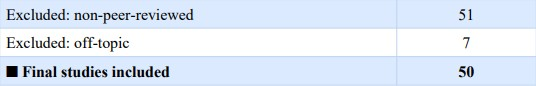 Excluded: non-peer-reviewed 51
Excluded: off-topic 7
■ Final studies included 50